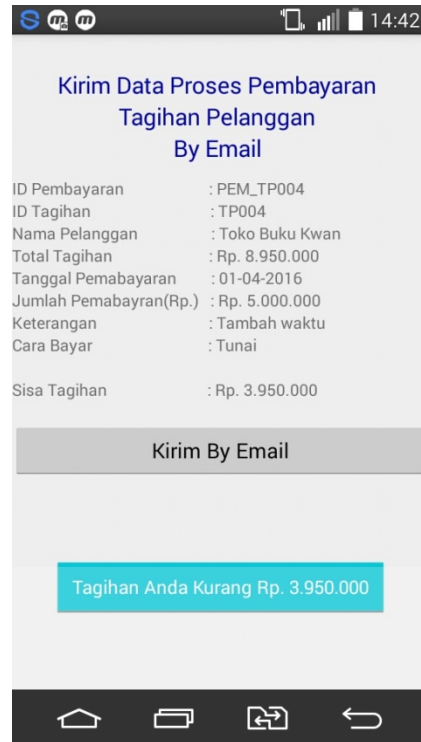 14:42
Kirim Data Proses Pembayaran
Tagihan Pelanggan
By Email
ID Pembayaran : PEM_TP004
ID Tagihan : TP004
Nama Pelanggan : Toko Buku Kwan
Total Tagihan : Rp. 8.950.000
Tanggal Pemabayaran : 01-04-2016
Jumlah Pemabayran(Rp.) : Rp. 5.000.000
Keterangan : Tambah waktu
Cara Bayar : Tunai
Sisa Tagihan : Rp. 3.950.000
Kirim By Email
Tagihan Anda Kurang Rp. 3.950.000